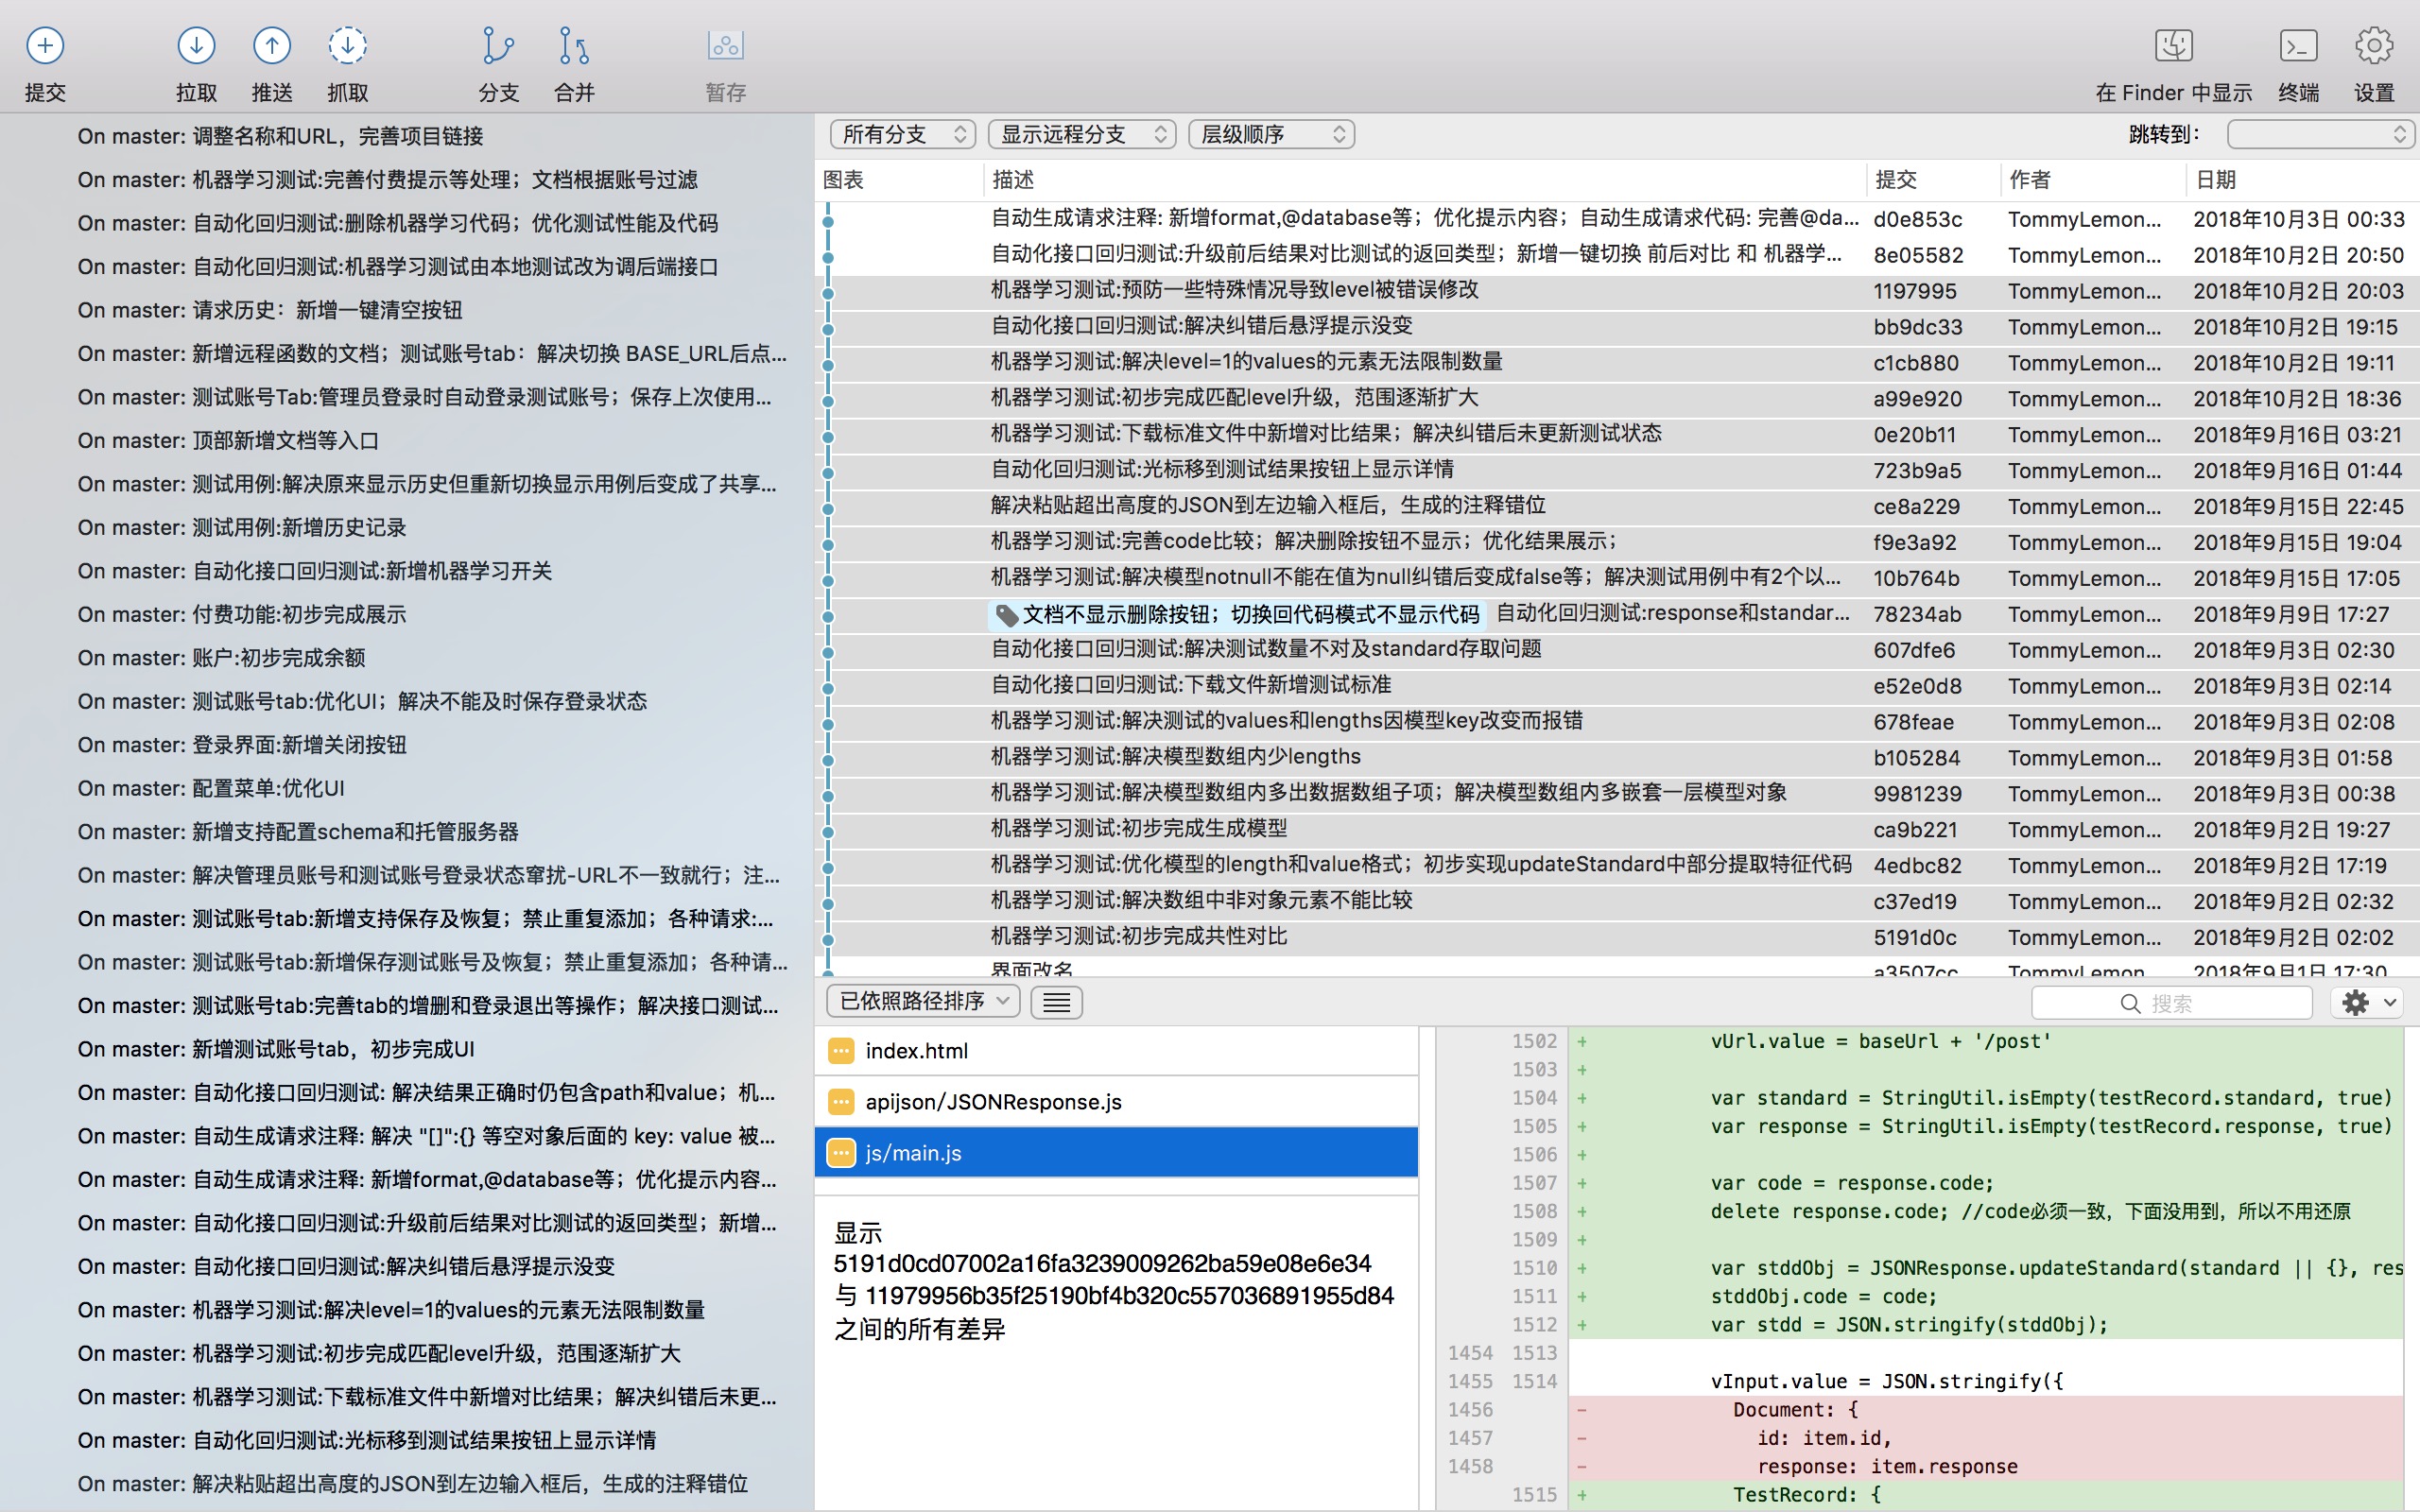 提交
拉取
推送
抓取
分支
合并
暂存
在 Finder 中显示
终端
设置
On master: 调整名称和URL，完善项目链接
On master: 机器学习测试:完善付费提示等处理；文档根据账号过滤
On master: 自动化回归测试:删除机器学习代码；优化测试性能及代码
On master: 自动化回归测试:机器学习测试由本地测试改为调后端接口
On master: 请求历史：新增一键清空按钮
On master: 新增远程函数的文档；测试账号tab：解决切换 BASE_URL后点...
On master: 测试账号Tab:管理员登录时自动登录测试账号；保存上次使用...
On master: 顶部新增文档等入口
On master: 测试用例:解决原来显示历史但重新切换显示用例后变成了共享...
On master: 测试用例:新增历史记录
On master: 自动化接口回归测试:新增机器学习开关
On master: 付费功能:初步完成展示
On master: 账户:初步完成余额
On master: 测试账号tab:优化UI；解决不能及时保存登录状态
On master: 登录界面:新增关闭按钮
On master: 配置菜单:优化UI
On master: 新增支持配置schema和托管服务器
On master: 解决管理员账号和测试账号登录状态窜扰-URL不一致就行；注...
On master: 测试账号tab:新增支持保存及恢复；禁止重复添加；各种请求:...
On master: 测试账号tab:新增保存测试账号及恢复；禁止重复添加；各种请...
On master: 测试账号tab:完善tab的增删和登录退出等操作；解决接口测试...
On master: 新增测试账号tab，初步完成UI
On master: 自动化接口回归测试: 解决结果正确时仍包含path和value；机...
On master: 自动生成请求注释: 解决 "[]":{} 等空对象后面的 key: value 被...
On master: 自动生成请求注释: 新增format,@database等；优化提示内容...
On master: 自动化接口回归测试:升级前后结果对比测试的返回类型；新增...
On master: 自动化接口回归测试:解决纠错后悬浮提示没变
On master: 机器学习测试:解决level=1的values的元素无法限制数量
On master: 机器学习测试:初步完成匹配level升级，范围逐渐扩大
On master: 机器学习测试:下载标准文件中新增对比结果；解决纠错后未更...
On master: 自动化回归测试:光标移到测试结果按钮上显示详情
On master: 解决粘贴超出高度的JSON到左边输入框后，生成的注释错位
所有分支
显示远程分支
层级顺序
跳转到：
图表 描述 提交 作者 日期
自动生成请求注释: 新增format,@database等；优化提示内容；自动生成请求代码: 完善@da... d0e853c TommyLemon... 2018年10月3日 00:33
自动化接口回归测试:升级前后结果对比测试的返回类型；新增一键切换 前后对比 和 机器学... 8e05582 TommyLemon... 2018年10月2日 20:50
机器学习测试:预防一些特殊情况导致level被错误修改 1197995 TommyLemon... 2018年10月2日 20:03
自动化接口回归测试:解决纠错后悬浮提示没变 bb9dc33 TommyLemon... 2018年10月2日 19:15
机器学习测试:解决level=1的values的元素无法限制数量 c1cb880 TommyLemon... 2018年10月2日 19:11
机器学习测试:初步完成匹配level升级，范围逐渐扩大 a99e920 TommyLemon... 2018年10月2日 18:36
机器学习测试:下载标准文件中新增对比结果；解决纠错后未更新测试状态 0e20b11 TommyLemon... 2018年9月16日 03:21
自动化回归测试:光标移到测试结果按钮上显示详情 723b9a5 TommyLemon... 2018年9月16日 01:44
解决粘贴超出高度的JSON到左边输入框后，生成的注释错位 ce8a229 TommyLemon... 2018年9月15日 22:45
机器学习测试:完善code比较；解决删除按钮不显示；优化结果展示； f9e3a92 TommyLemon... 2018年9月15日 19:04
机器学习测试:解决模型notnull不能在值为null纠错后变成false等；解决测试用例中有2个以... 10b764b TommyLemon... 2018年9月15日 17:05
文档不显示删除按钮；切换回代码模式不显示代码 自动化回归测试:response和standar... 78234ab TommyLemon... 2018年9月9日 17:27
自动化接口回归测试:解决测试数量不对及standard存取问题 607dfe6 TommyLemon... 2018年9月3日 02:30
自动化接口回归测试:下载文件新增测试标准 e52e0d8 TommyLemon... 2018年9月3日 02:14
机器学习测试:解决测试的values和lengths因模型key改变而报错 678feae TommyLemon... 2018年9月3日 02:08
机器学习测试:解决模型数组内少lengths b105284 TommyLemon... 2018年9月3日 01:58
机器学习测试:解决模型数组内多出数据数组子项；解决模型数组内多嵌套一层模型对象 9981239 TommyLemon... 2018年9月3日 00:38
机器学习测试:初步完成生成模型 ca9b221 TommyLemon... 2018年9月2日 19:27
机器学习测试:优化模型的length和value格式；初步实现updateStandard中部分提取特征代码 4edbc82 TommyLemon... 2018年9月2日 17:19
机器学习测试:解决数组中非对象元素不能比较 c37ed19 TommyLemon... 2018年9月2日 02:32
机器学习测试:初步完成共性对比 5191d0c TommyLemon... 2018年9月2日 02:02
界面改名 a3507cc TommyLemon... 2018年9月1日 17:30
已依照路径排序
搜索
index.html
apijson/JSONResponse.js
js/main.js
显示
5191d0cd07002a16fa3239009262ba59e08e6e34
与 11979956b35f25190bf4b320c557036891955d84
之间的所有差异
1502 + vUrl.value = baseUrl + '/post'
1503 +
1504 + var standard = StringUtil.isEmpty(testRecord.standard, true)
1505 + var response = StringUtil.isEmpty(testRecord.response, true)
1506 +
1507 + var code = response.code;
1508 + delete response.code; //code必须一致，下面没用到，所以不用还原
1509 +
1510 + var stddObj = JSONResponse.updateStandard(standard || {}, res
1511 + stddObj.code = code;
1512 + var stdd = JSON.stringify(stddObj);
1454 1513
1455 1514 vInput.value = JSON.stringify({
1456 - Document: {
1457 - id: item.id,
1458 - response: item.response
1515 + TestRecord: {